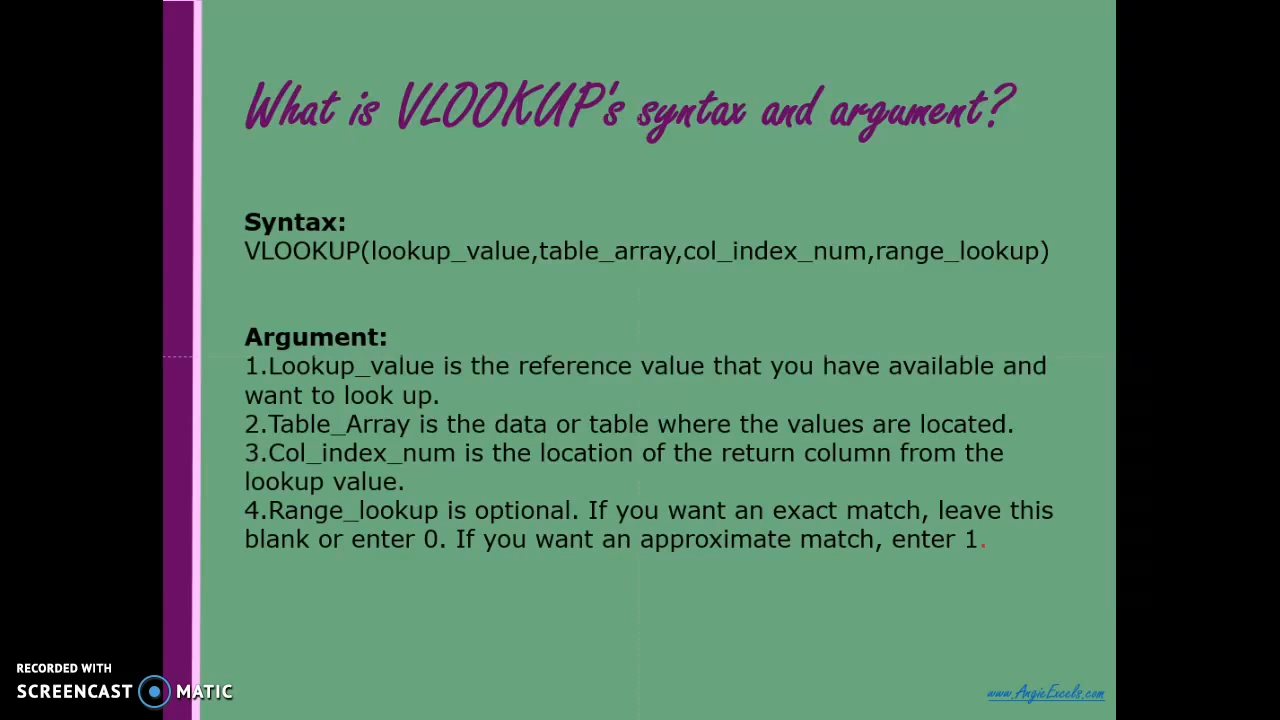 What is VLOOKUP's syntax and argument?
Syntax:
VLOOKUP(lookup_value,table_array,col_index_num,range_lookup)
Argument:
1.Lookup_value is the reference value that you have available and
want to look up.
2.Table_Array is the data or table where the values are located.
3.Col_index_num is the location of the return column from the
lookup value.
4.Range_lookup is optional. If you want an exact match, leave this
blank or enter 0. If you want an approximate match, enter 1.
RECORDED WITH
SCREENCAST MATIC
www.AngieExcels.com